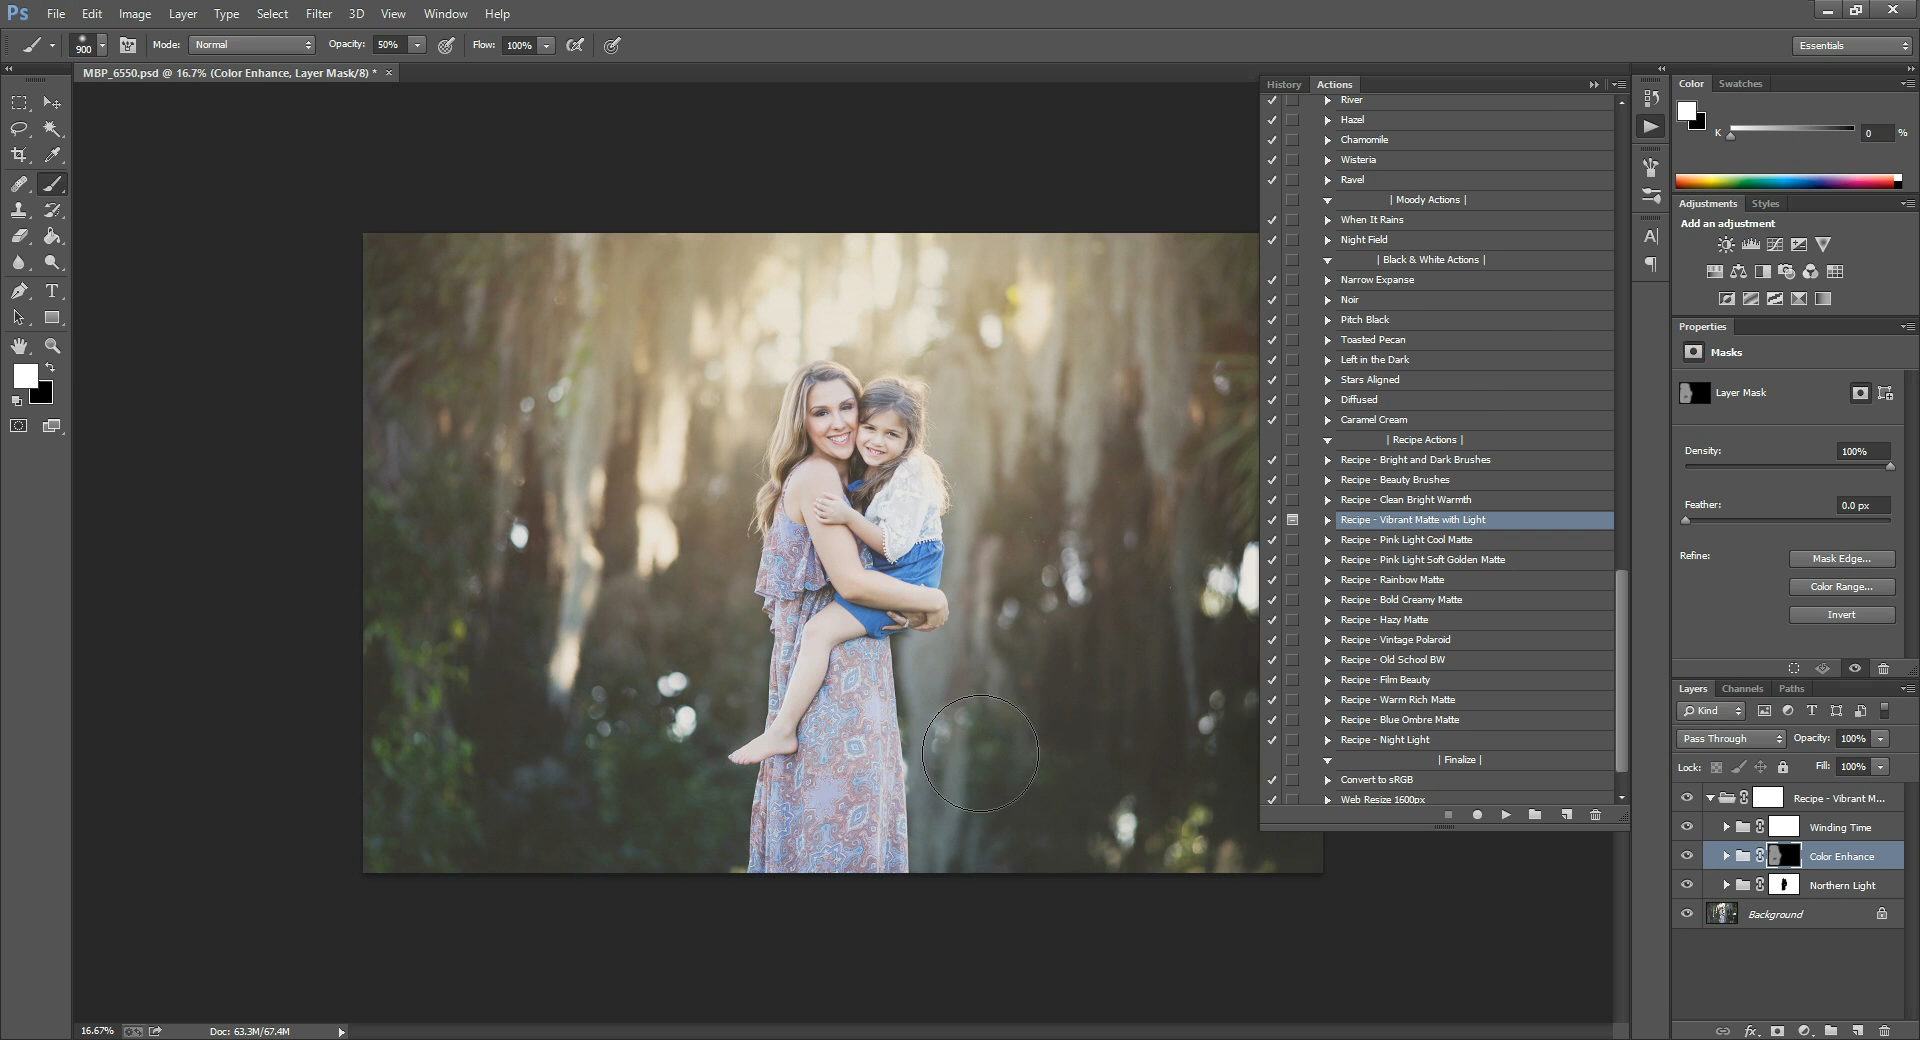 Ps File Edit Image Layer Type Select Filter 3D View Window Help
900 Mode: Normal Opacity: 50% Flow: 100% Essentials
MBP_6550.psd @ 16.7% (Color Enhance, Layer Mask/8) * ×
History Actions
River
Hazel
Chamomile
Wisteria
Ravel
| Moody Actions |
When It Rains
Night Field
| Black & White Actions |
Narrow Expanse
Noir
Pitch Black
Toasted Pecan
Left in the Dark
Stars Aligned
Diffused
Caramel Cream
| Recipe Actions |
Recipe - Bright and Dark Brushes
Recipe - Beauty Brushes
Recipe - Clean Bright Warmth
Recipe - Vibrant Matte with Light
Recipe - Pink Light Cool Matte
Recipe - Pink Light Soft Golden Matte
Recipe - Rainbow Matte
Recipe - Bold Creamy Matte
Recipe - Hazy Matte
Recipe - Vintage Polaroid
Recipe - Old School BW
Recipe - Film Beauty
Recipe - Warm Rich Matte
Recipe - Blue Ombre Matte
Recipe - Night Light
| Finalize |
Convert to sRGB
Web Resize 1600px
Color Swatches
K 0 %
Adjustments Styles
Add an adjustment
Properties
Masks
Layer Mask
Density: 100%
Feather: 0.0 px
Refine: Mask Edge...
Color Range...
Invert
Layers Channels Paths
Kind
Pass Through Opacity: 100%
Lock: Fill: 100%
Recipe - Vibrant M...
Winding Time
Color Enhance
Northern Light
Background
16.67% Doc: 63.3M/67.4M